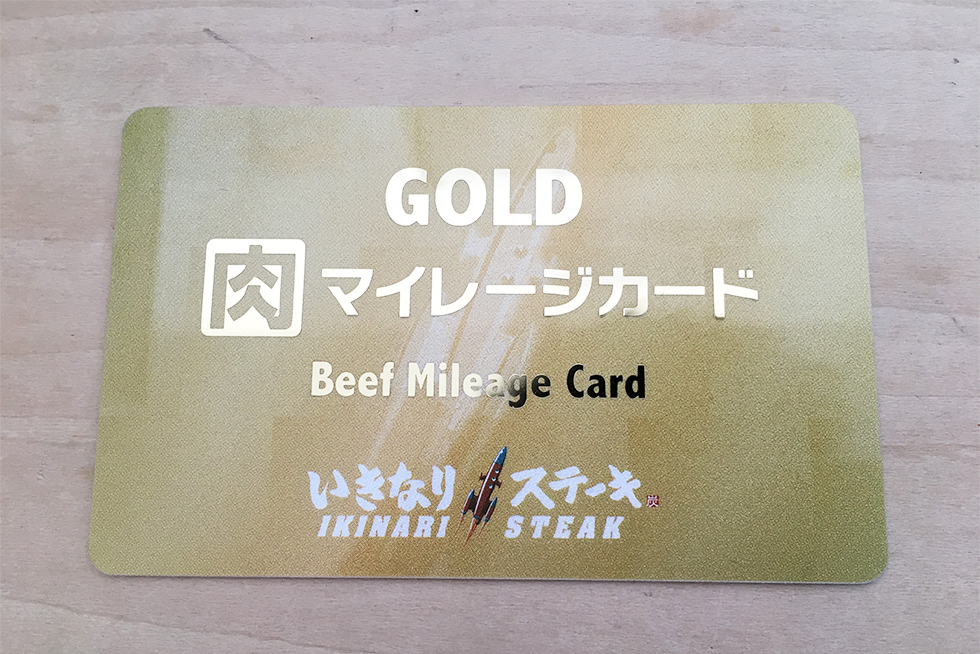 GOLD
肉 マイレージカード
Beef Mileage Card
いきなりステーキ 炭
IKINARI STEAK